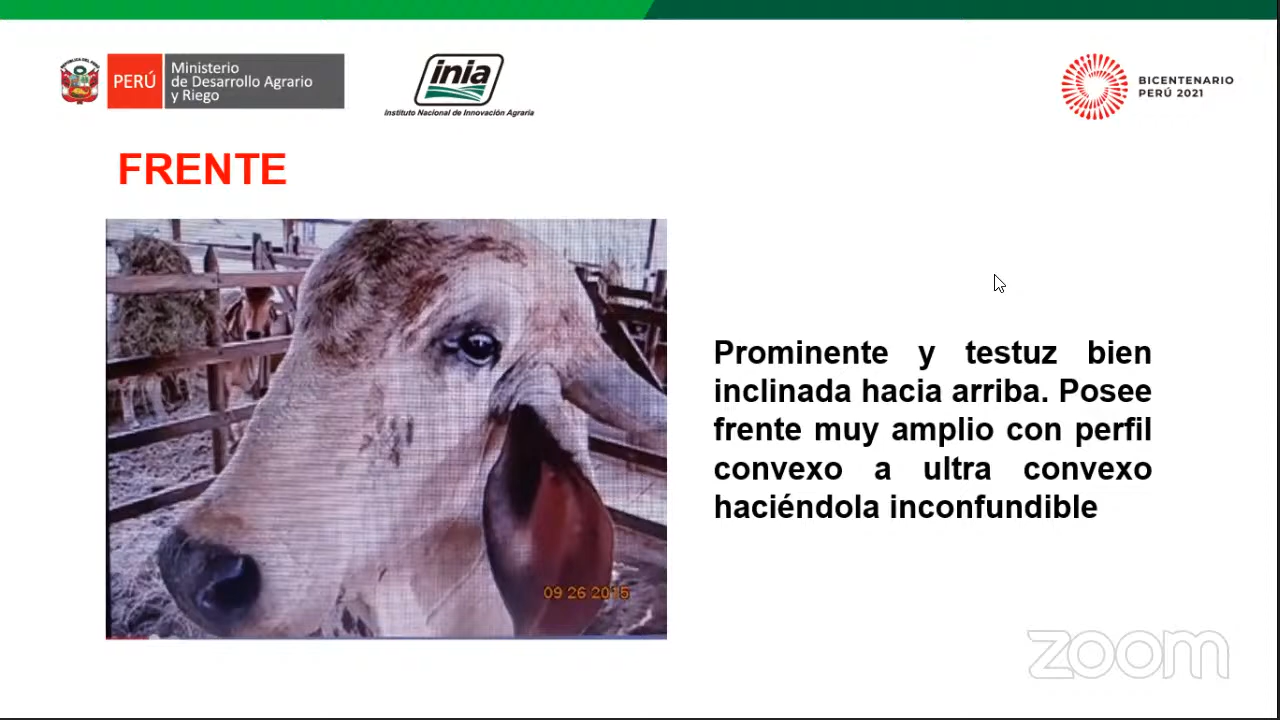 PERÚ
Ministerio
de Desarrollo Agrario
y Riego
inia
Instituto Nacional de Innovación Agraria
BICENTENARIO
PERÚ 2021
FRENTE
Prominente y testuz bien
inclinada hacia arriba. Posee
frente muy amplio con perfil
convexo a ultra convexo
haciéndola inconfundible
09 26 2015
zoom